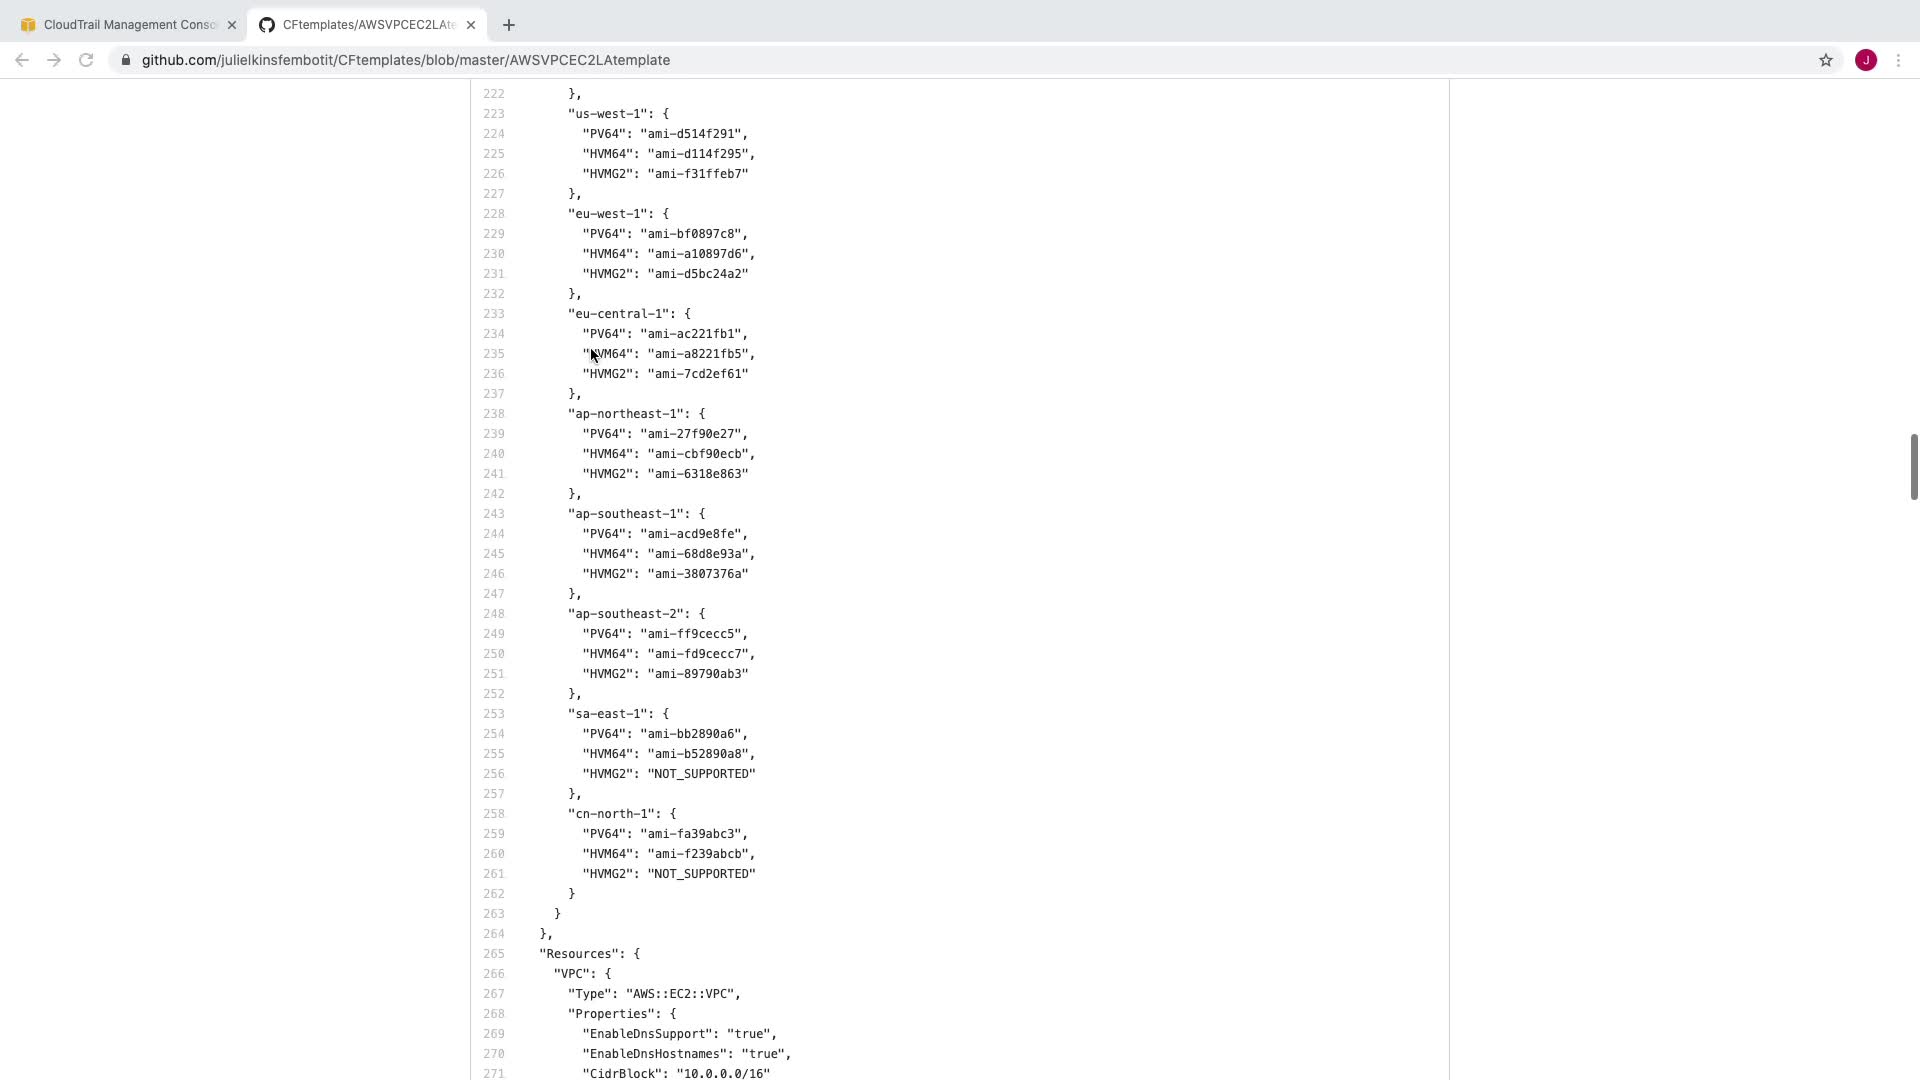 CloudTrail Management Conso
CFtemplates/AWSVPCEC2LAte
github.com/julielkinsfembotit/CFtemplates/blob/master/AWSVPCEC2LAtemplate
J
222 },
223 "us-west-1": {
224 "PV64": "ami-d514f291",
225 "HVM64": "ami-d114f295",
226 "HVMG2": "ami-f31ffeb7"
227 },
228 "eu-west-1": {
229 "PV64": "ami-bf0897c8",
230 "HVM64": "ami-a10897d6",
231 "HVMG2": "ami-d5bc24a2"
232 },
233 "eu-central-1": {
234 "PV64": "ami-ac221fb1",
235 "HVM64": "ami-a8221fb5",
236 "HVMG2": "ami-7cd2ef61"
237 },
238 "ap-northeast-1": {
239 "PV64": "ami-27f90e27",
240 "HVM64": "ami-cbf90ecb",
241 "HVMG2": "ami-6318e863"
242 },
243 "ap-southeast-1": {
244 "PV64": "ami-acd9e8fe",
245 "HVM64": "ami-68d8e93a",
246 "HVMG2": "ami-3807376a"
247 },
248 "ap-southeast-2": {
249 "PV64": "ami-ff9cecc5",
250 "HVM64": "ami-fd9cecc7",
251 "HVMG2": "ami-89790ab3"
252 },
253 "sa-east-1": {
254 "PV64": "ami-bb2890a6",
255 "HVM64": "ami-b52890a8",
256 "HVMG2": "NOT_SUPPORTED"
257 },
258 "cn-north-1": {
259 "PV64": "ami-fa39abc3",
260 "HVM64": "ami-f239abcb",
261 "HVMG2": "NOT_SUPPORTED"
262 }
263 }
264 },
265 "Resources": {
266 "VPC": {
267 "Type": "AWS::EC2::VPC",
268 "Properties": {
269 "EnableDnsSupport": "true",
270 "EnableDnsHostnames": "true",
271 "CidrBlock": "10.0.0.0/16"